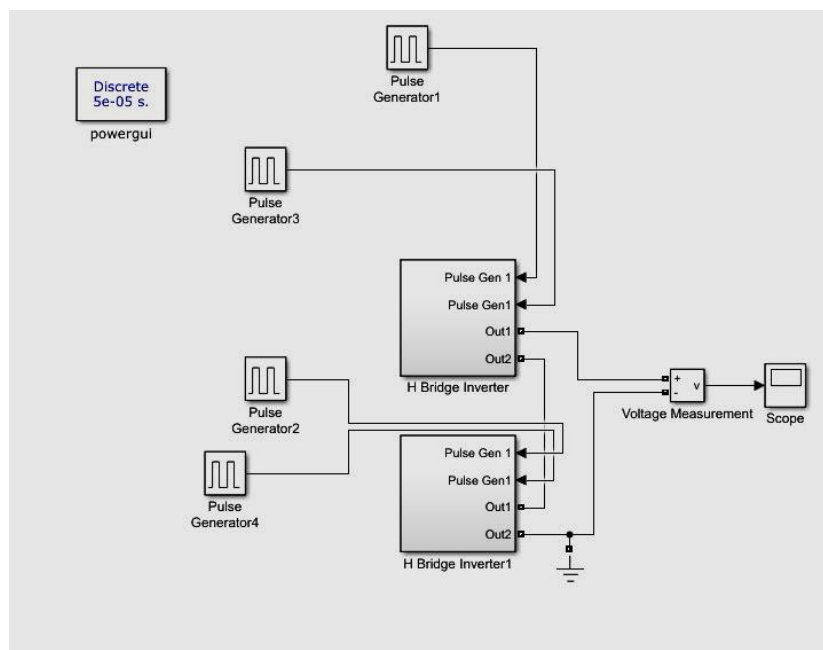 Pulse
Generator1
Discrete
5e-05 s.
powergui
Pulse
Generator3
Pulse Gen 1
Pulse Gen1
Out1
Out2
H Bridge Inverter
Pulse
Generator2
+
-
v
Voltage Measurement
Scope
Pulse
Generator4
Pulse Gen 1
Pulse Gen1
Out1
Out2
H Bridge Inverter1